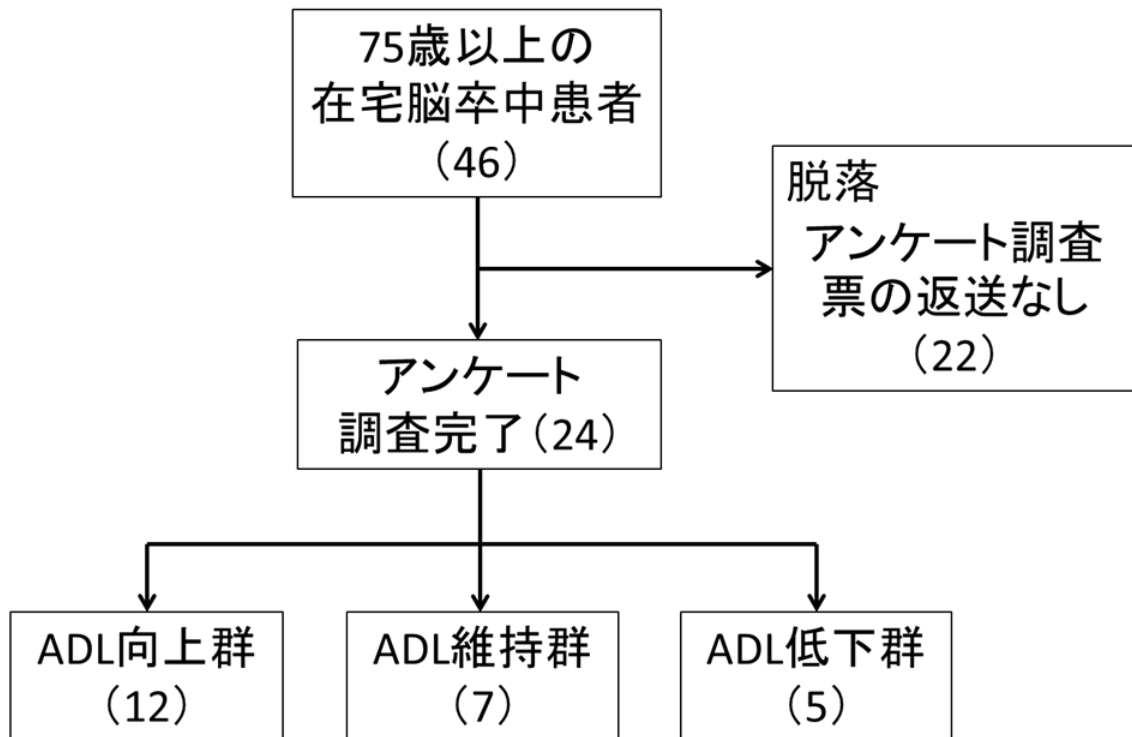 75歳以上の
在宅脳卒中患者
（46）
脱落
アンケート調査
票の返送なし
（22）
アンケート
調査完了（24）
ADL向上群
（12）
ADL維持群
（7）
ADL低下群
（5）